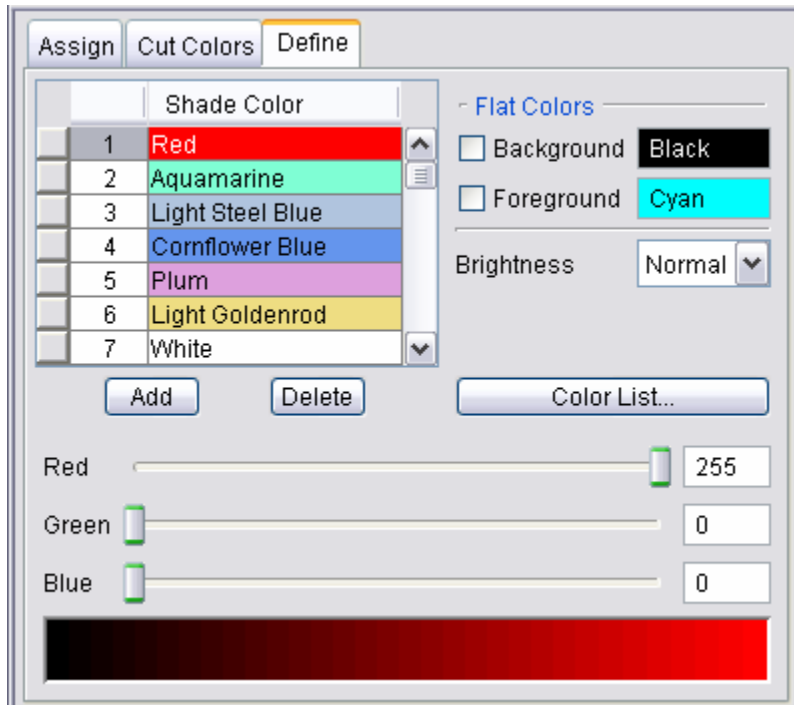 Assign Cut Colors Define
Shade Color
1 Red
2 Aquamarine
3 Light Steel Blue
4 Cornflower Blue
5 Plum
6 Light Goldenrod
7 White
Add Delete
Flat Colors
Background Black
Foreground Cyan
Brightness Normal
Color List...
Red 255
Green 0
Blue 0